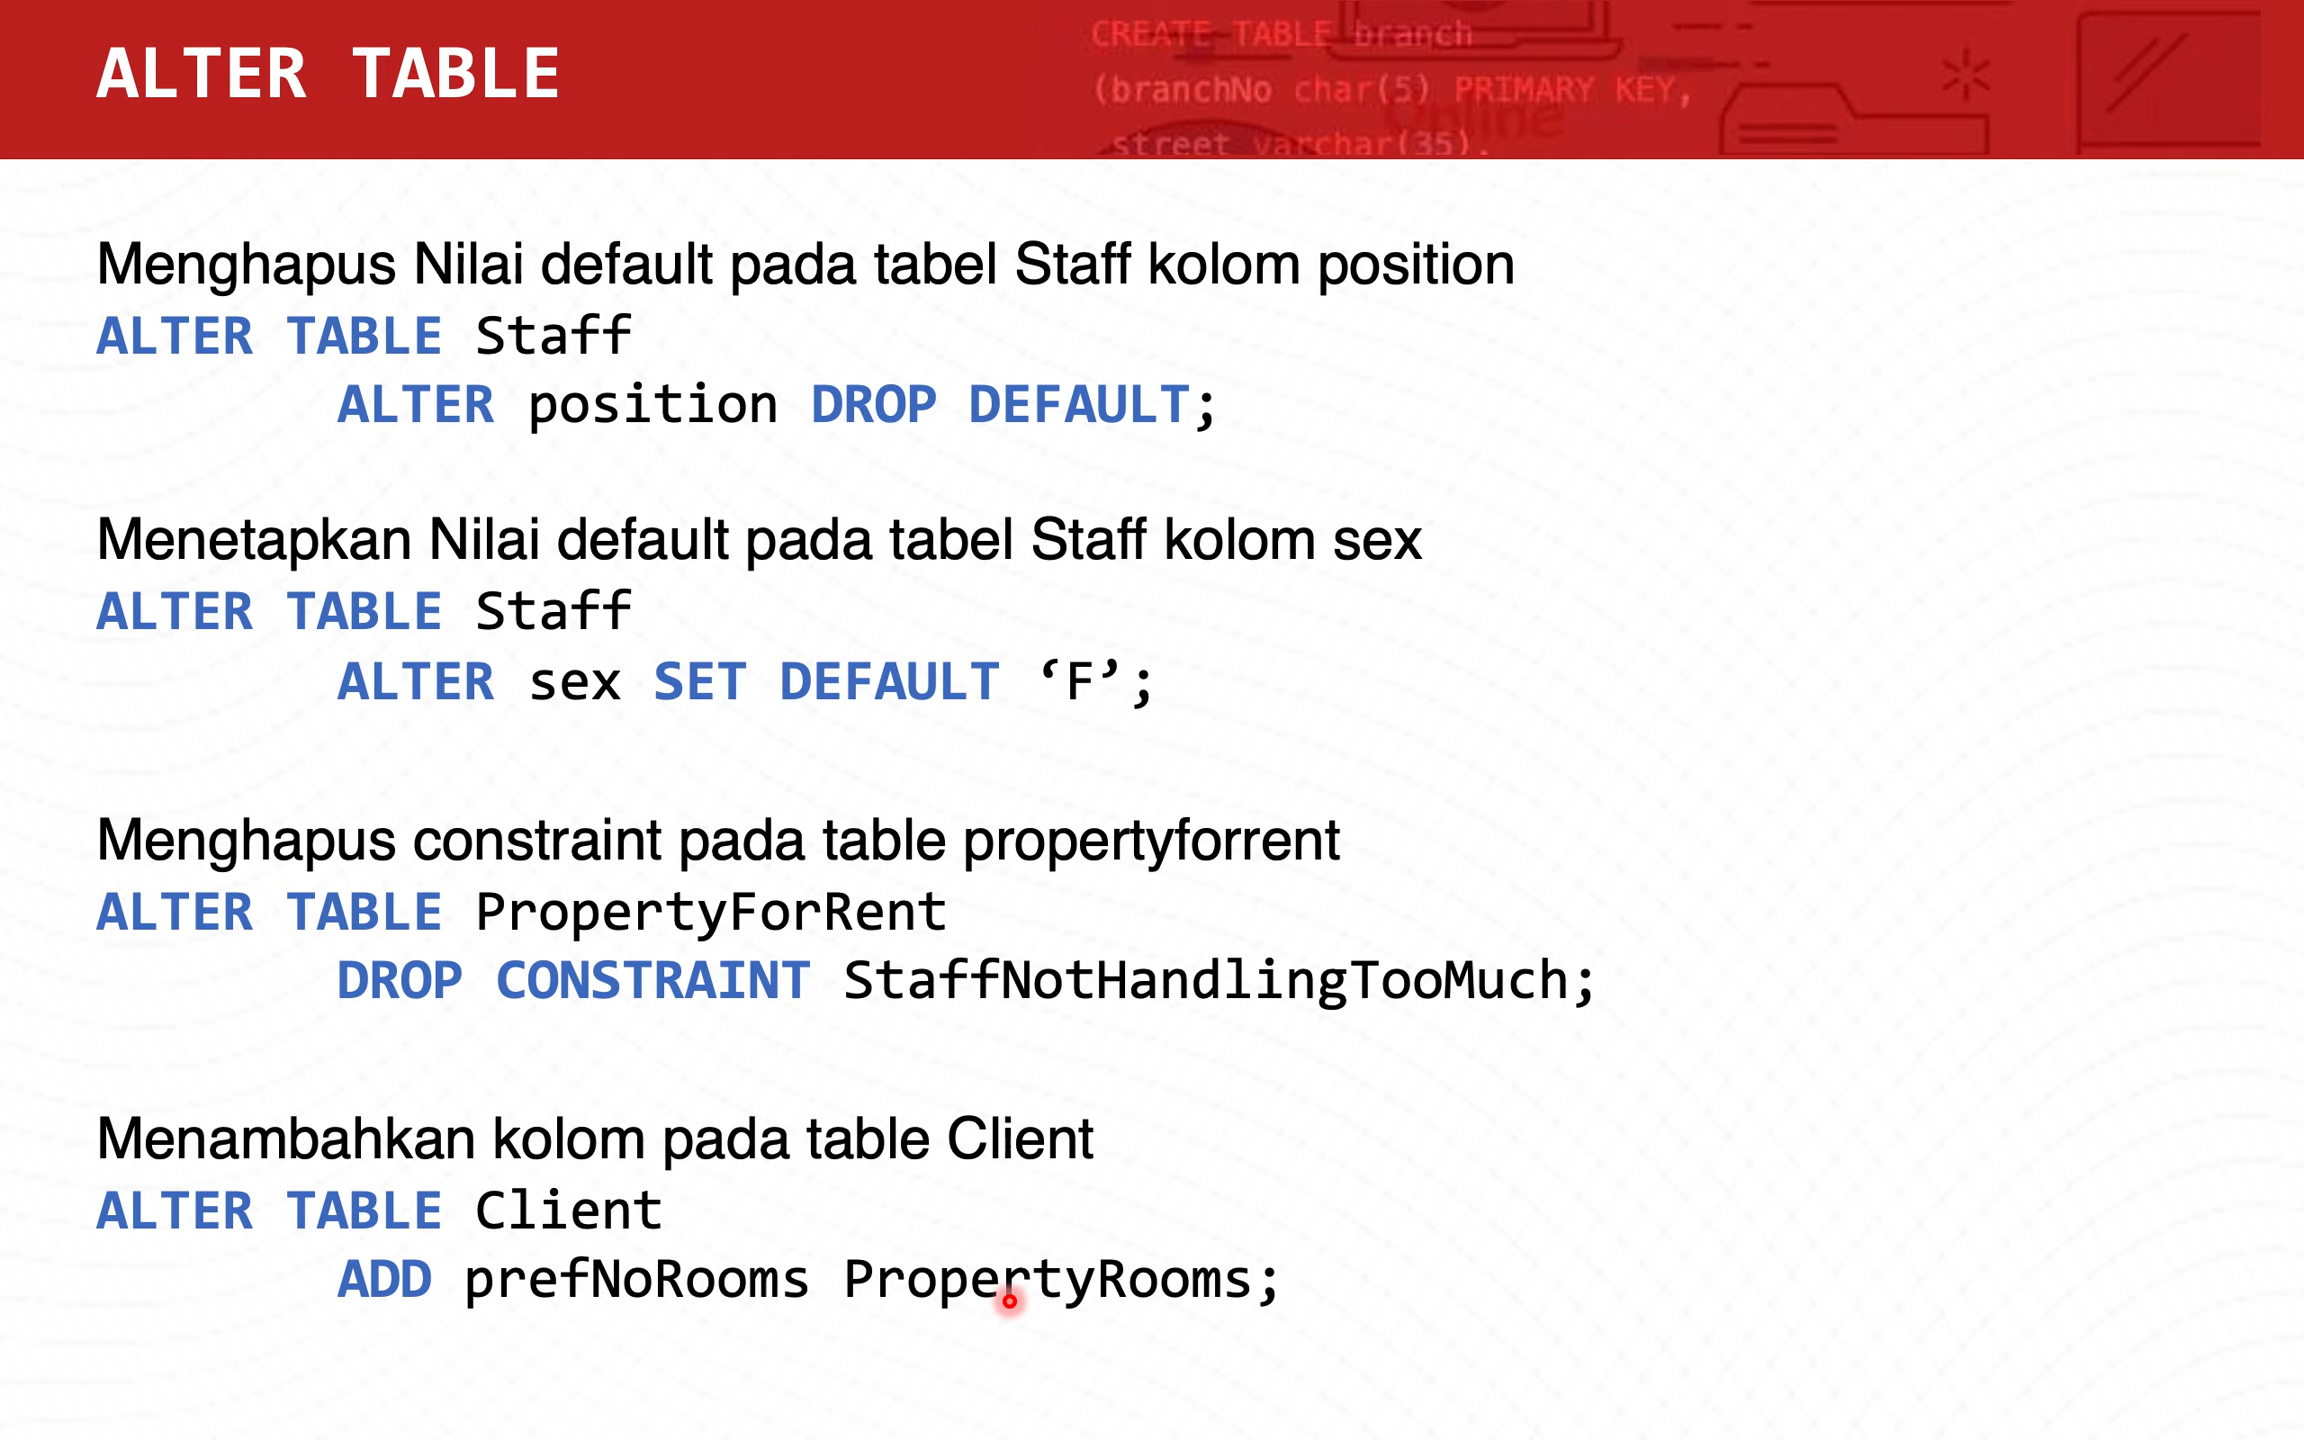 ALTER TABLE
CREATE TABLE branch
(branchNo char(5) PRIMARY KEY,
Online
street varchar(35).
Menghapus Nilai default pada tabel Staff kolom position
ALTER TABLE Staff
ALTER position DROP DEFAULT;
Menetapkan Nilai default pada tabel Staff kolom sex
ALTER TABLE Staff
ALTER sex SET DEFAULT ‘F’;
Menghapus constraint pada table propertyforrent
ALTER TABLE PropertyForRent
DROP CONSTRAINT StaffNotHandlingTooMuch;
Menambahkan kolom pada table Client
ALTER TABLE Client
ADD prefNoRooms PropertyRooms;